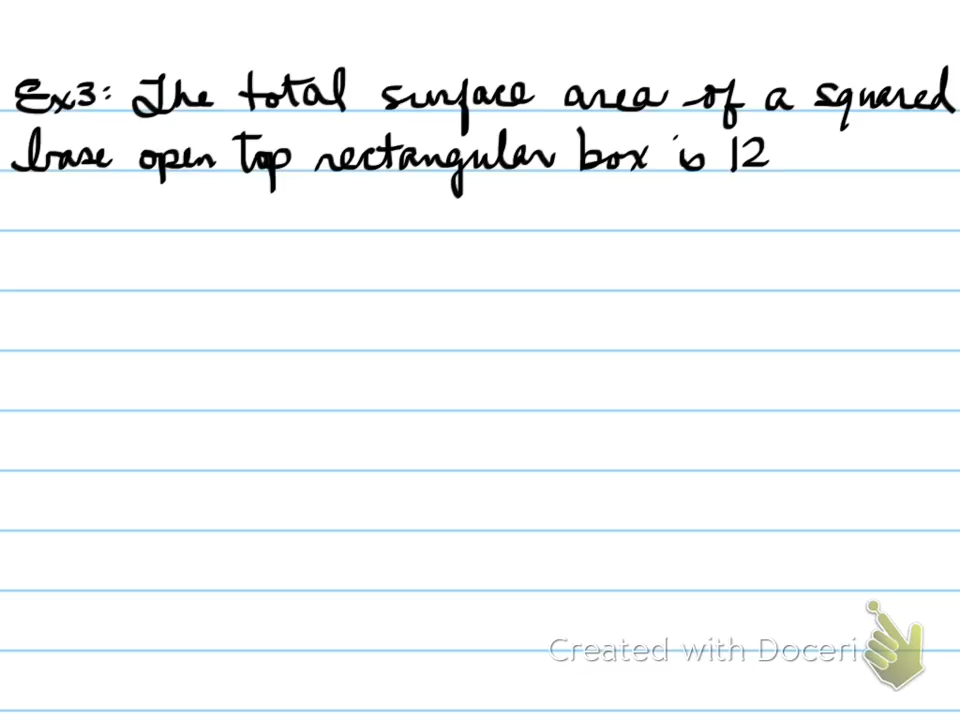 Ex3: The total surface area of a squared
base open top rectangular box is 12
Created with Doceri